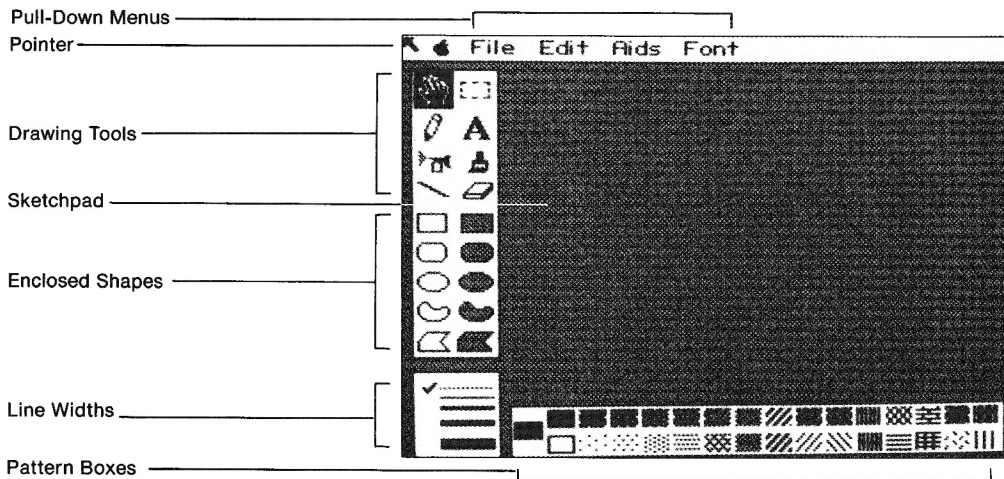 Pull-Down Menus
Pointer
File Edit Aids Font
Drawing Tools
A
Sketchpad
Enclosed Shapes
Line Widths
Pattern Boxes